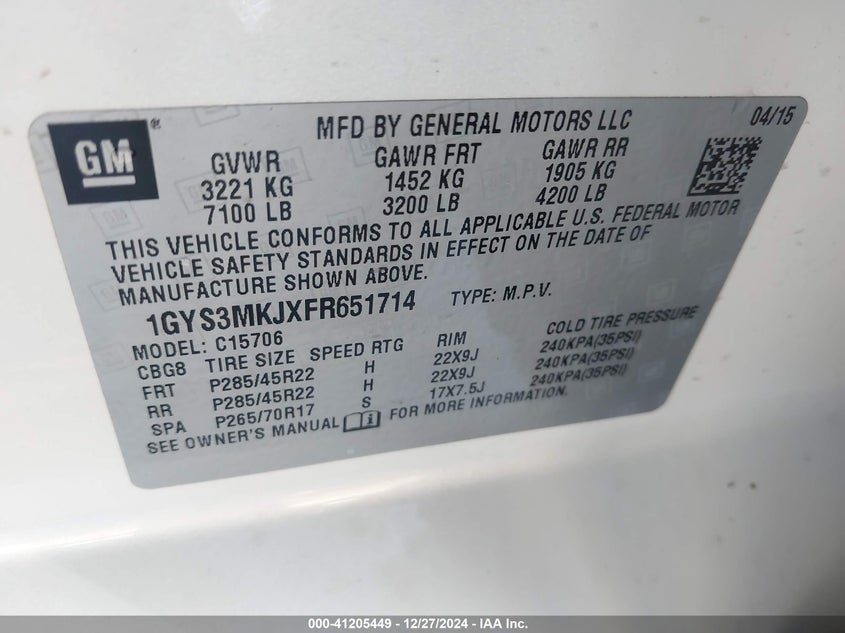 GM®
MFD BY GENERAL MOTORS LLC 04/15
GVWR GAWR FRT GAWR RR
3221 KG 1452 KG 1905 KG
7100 LB 3200 LB 4200 LB
THIS VEHICLE CONFORMS TO ALL APPLICABLE U.S. FEDERAL MOTOR
VEHICLE SAFETY STANDARDS IN EFFECT ON THE DATE OF
MANUFACTURE SHOWN ABOVE.
1GYS3MKJXFR651714 TYPE: M.P.V.
MODEL: C15706
CBG8 TIRE SIZE SPEED RTG RIM COLD TIRE PRESSURE
FRT P285/45R22 H 22X9J 240KPA(35PSI)
RR P285/45R22 H 22X9J 240KPA(35PSI)
SPA P265/70R17 S 17X7.5J 240KPA(35PSI)
SEE OWNER'S MANUAL FOR MORE INFORMATION.
000-41205449 - 12/27/2024 - IAA Inc.